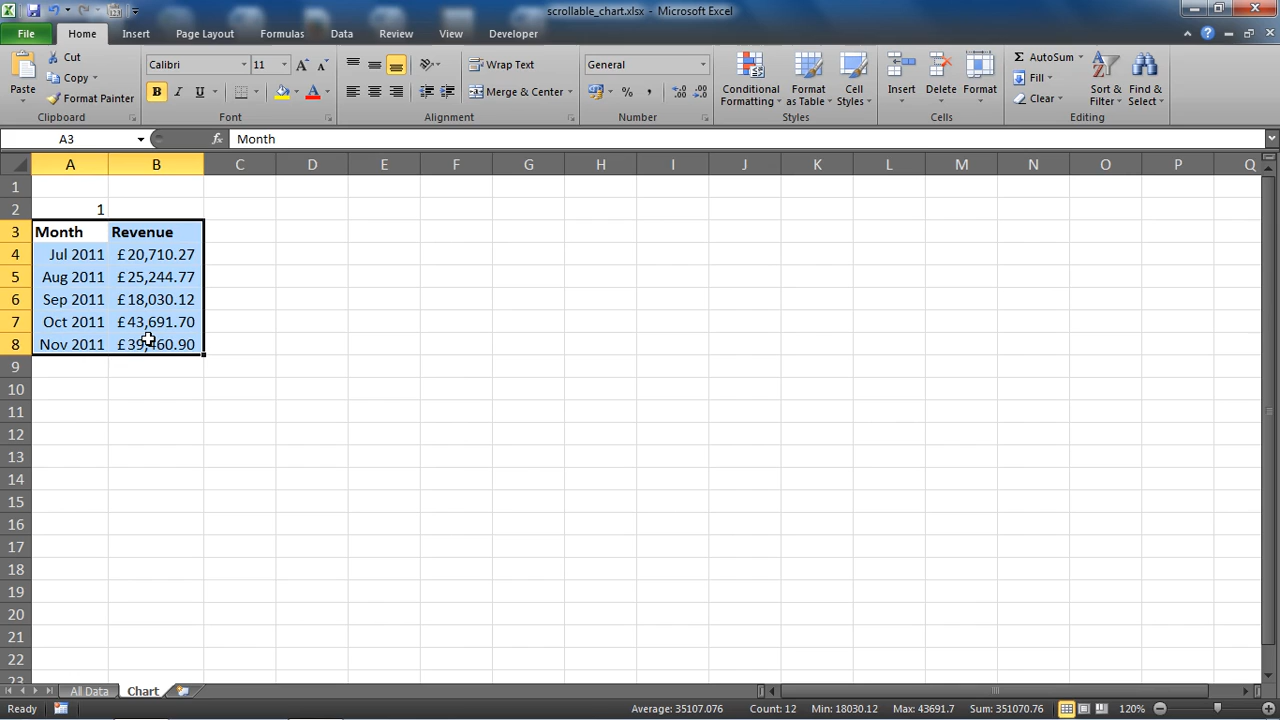 scrollable_chart.xlsx - Microsoft Excel
File Home Insert Page Layout Formulas Data Review View Developer
Paste Cut Copy Format Painter Clipboard
Calibri 11 B I U A Font
Wrap Text Merge & Center Alignment
General % , Number
Conditional Formatting Format as Table Cell Styles Styles
Insert Delete Format Cells
AutoSum Fill Clear Sort & Filter Find & Select Editing
A3 fx Month
A B C D E F G H I J K L M N O P Q
1
2 1
3 Month Revenue
4 Jul 2011 £20,710.27
5 Aug 2011 £25,244.77
6 Sep 2011 £18,030.12
7 Oct 2011 £43,691.70
8 Nov 2011 £39,460.90
9
10
11
12
13
14
15
16
17
18
19
20
21
22
23
All Data Chart
Ready Average: 35107.076 Count: 12 Min: 18030.12 Max: 43691.7 Sum: 351070.76 120%